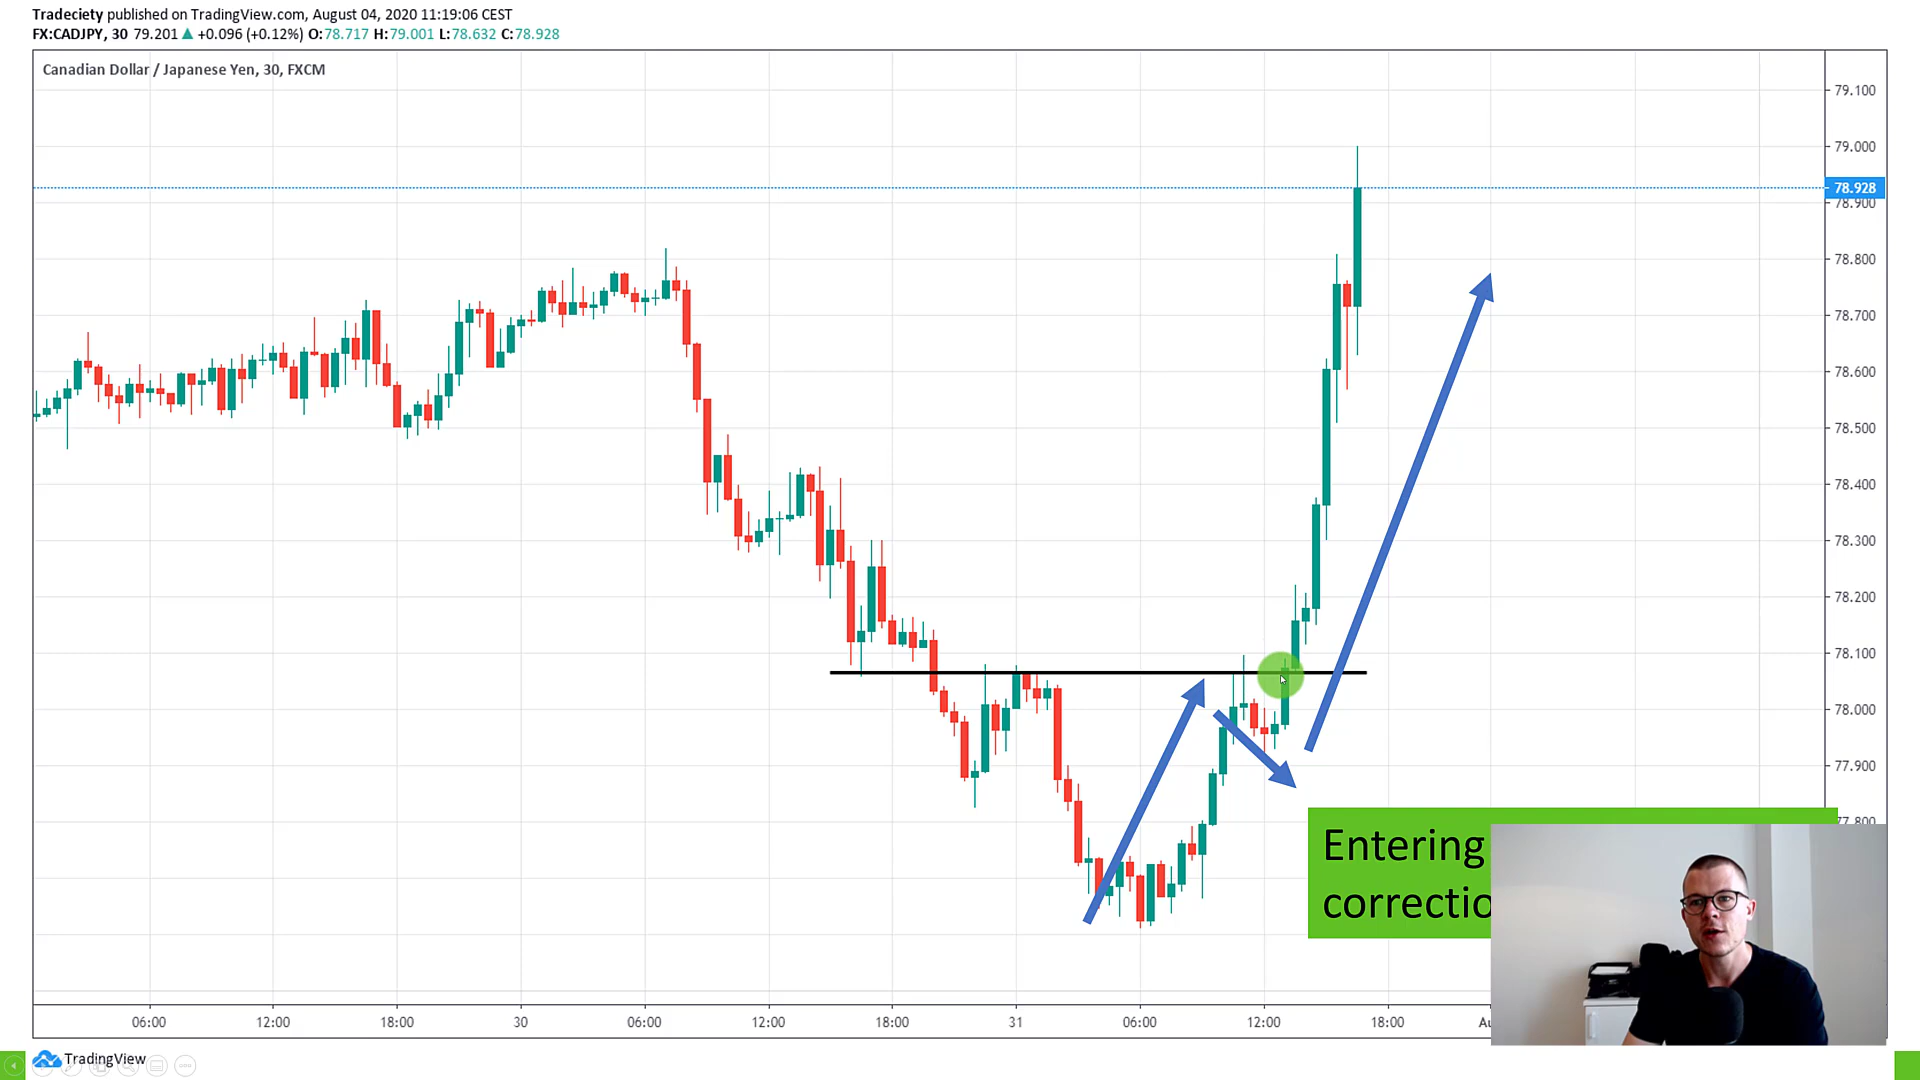 Tradeciety published on TradingView.com, August 04, 2020 11:19:06 CEST
FX:CADJPY, 30 79.201 ▲ +0.096 (+0.12%) O:78.717 H:79.001 L:78.632 C:78.928
Canadian Dollar / Japanese Yen, 30, FXCM
79.100
79.000
78.928
78.900
78.800
78.700
78.600
78.500
78.400
78.300
78.200
78.100
78.000
77.900
77.800
Entering
correctio
06:00 12:00 18:00 30 06:00 12:00 18:00 31 06:00 12:00 18:00 Au
TradingView